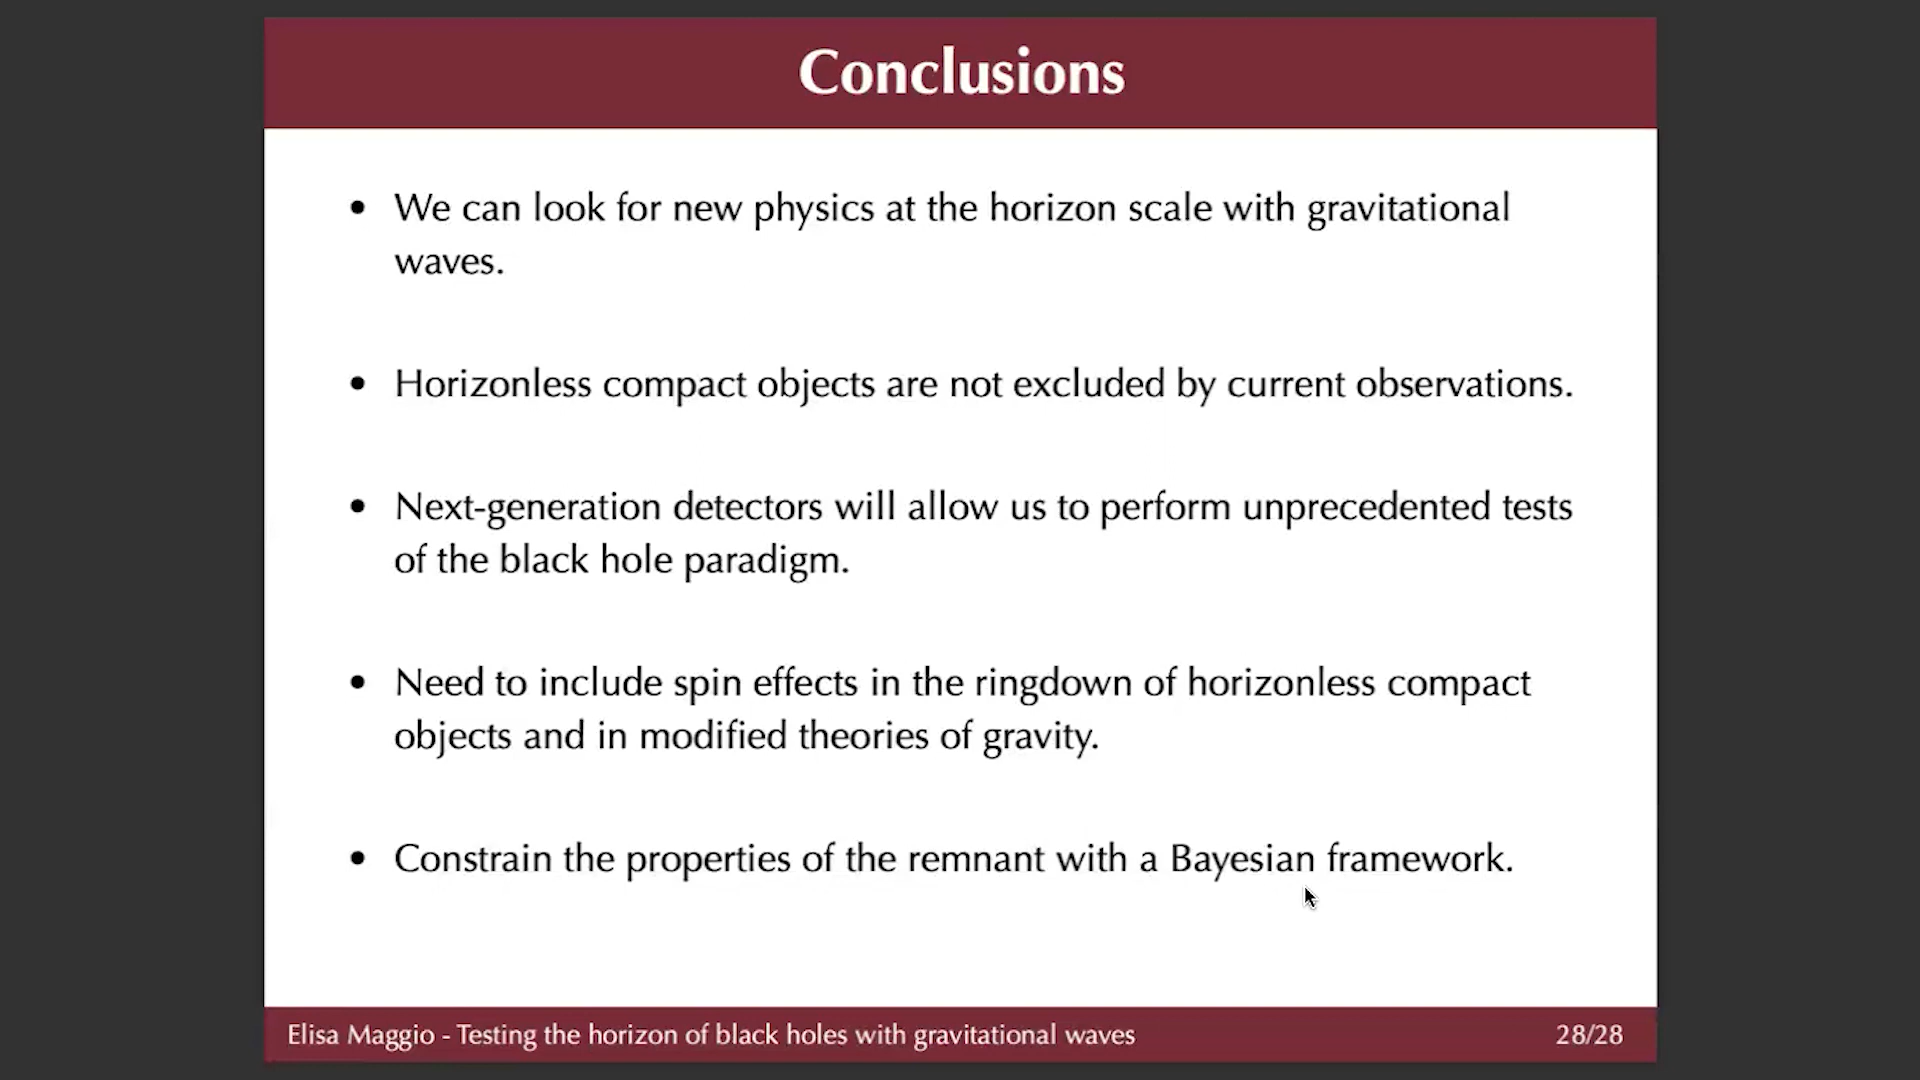 Conclusions
• We can look for new physics at the horizon scale with gravitational
waves.
• Horizonless compact objects are not excluded by current observations.
• Next-generation detectors will allow us to perform unprecedented tests
of the black hole paradigm.
• Need to include spin effects in the ringdown of horizonless compact
objects and in modified theories of gravity.
• Constrain the properties of the remnant with a Bayesian framework.
Elisa Maggio - Testing the horizon of black holes with gravitational waves 28/28